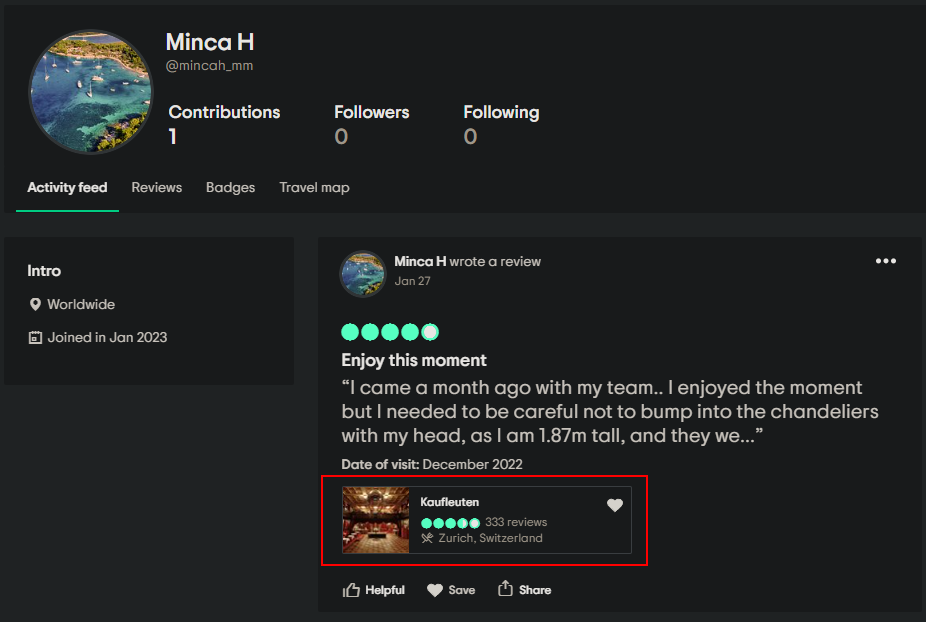 Minca H
@mincah_mm
Contributions Followers Following
1 0 0
Activity feed Reviews Badges Travel map
Intro
Worldwide
Joined in Jan 2023
Minca H wrote a review
Jan 27
Enjoy this moment
“I came a month ago with my team.. I enjoyed the moment
but I needed to be careful not to bump into the chandeliers
with my head, as I am 1.87m tall, and they we...”
Date of visit: December 2022
Kaufleuten
333 reviews
Zurich, Switzerland
Helpful Save Share